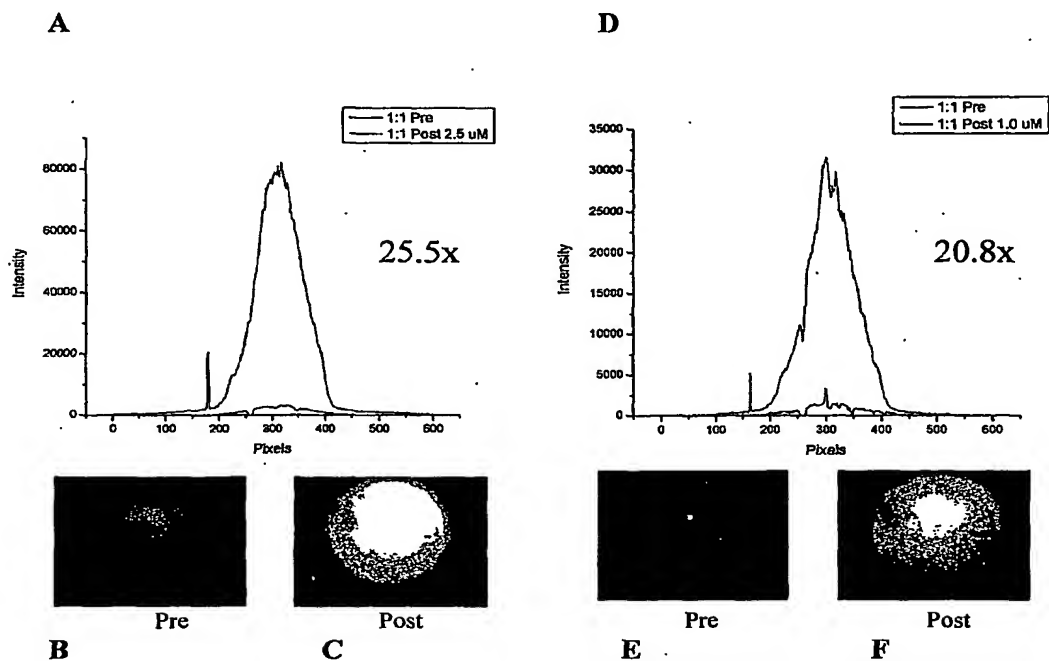 A
D
1:1 Pre
1:1 Post 2.5 uM
1:1 Pre
1:1 Post 1.0 uM
80000
60000
40000
20000
0
Intensity
25.5x
0 100 200 300 400 500 600
Pixels
35000
30000
25000
20000
15000
10000
5000
0
Intensity
20.8x
0 100 200 300 400 500 600
Pixels
Pre
Post
Pre
Post
B
C
E
F